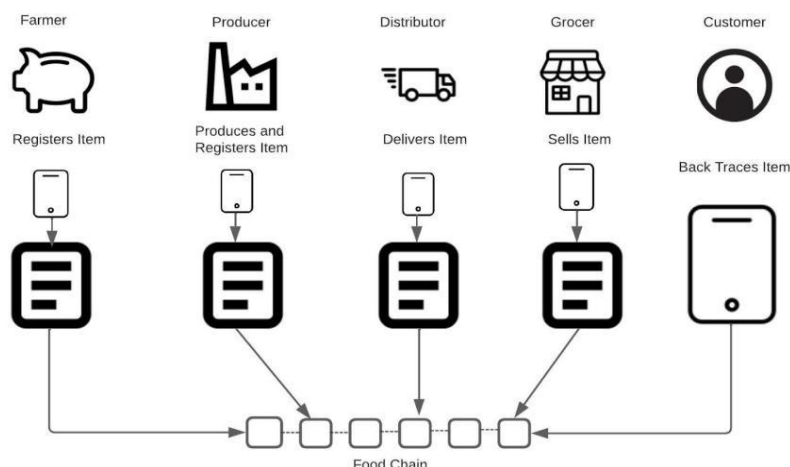 Farmer
Producer
Distributor
Grocer
Customer
Registers Item
Produces and
Registers Item
Delivers Item
Sells Item
Back Traces Item
Food Chain